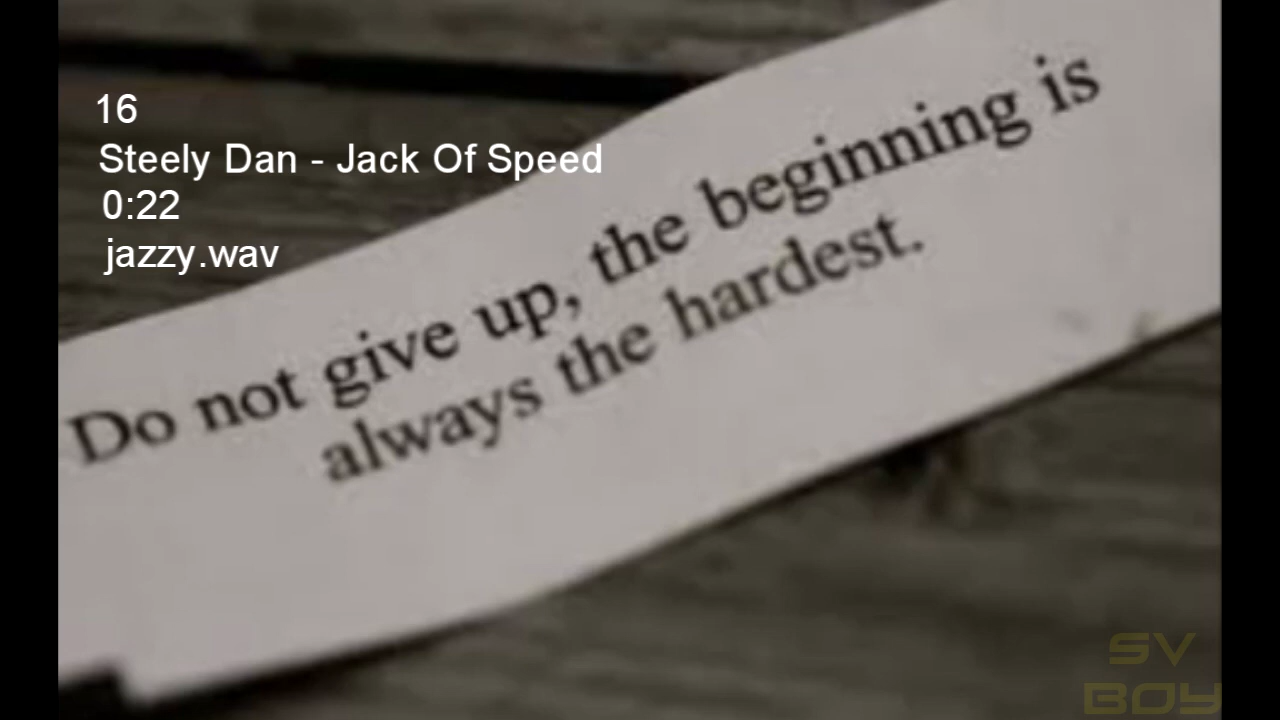 16
Steely Dan - Jack Of Speed
0:22
jazzy.wav
Do not give up, the beginning is
always the hardest.
SV
BOY